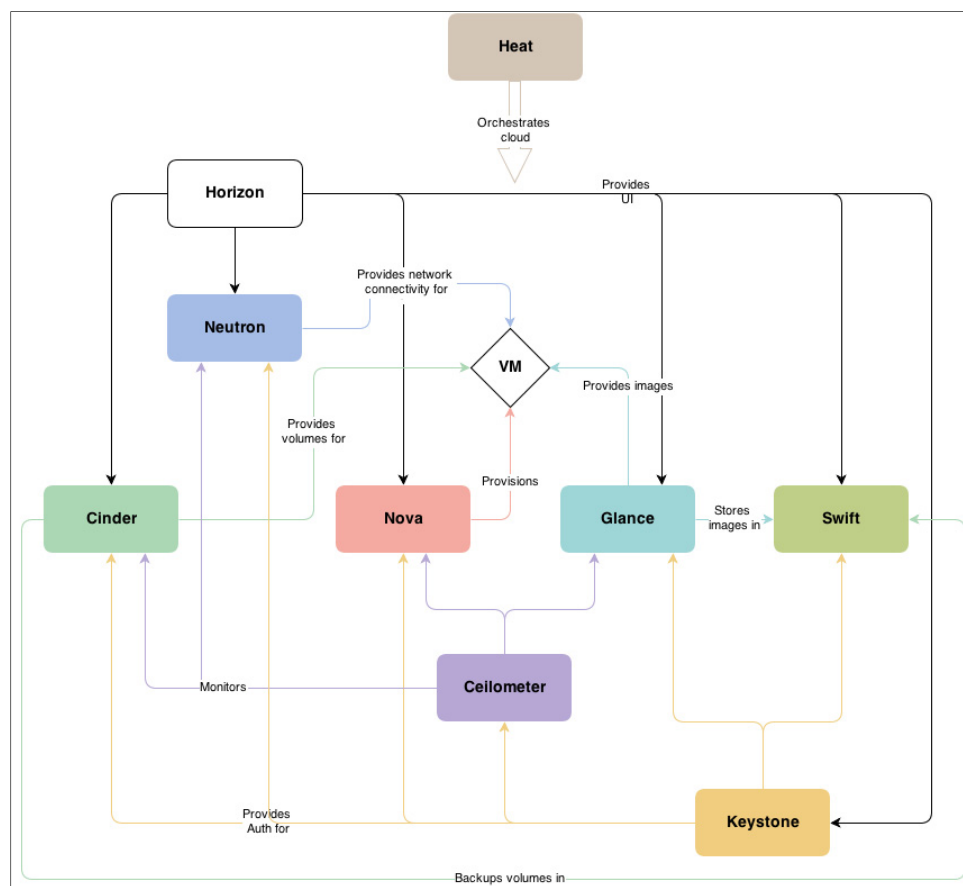 Heat
Orchestrates
cloud
Horizon
Provides
UI
Provides network
connectivity for
Neutron
VM
Provides images
Provides
volumes for
Provisions
Cinder
Nova
Glance
Stores
images in
Swift
Ceilometer
Monitors
Provides
Auth for
Keystone
Backups volumes in